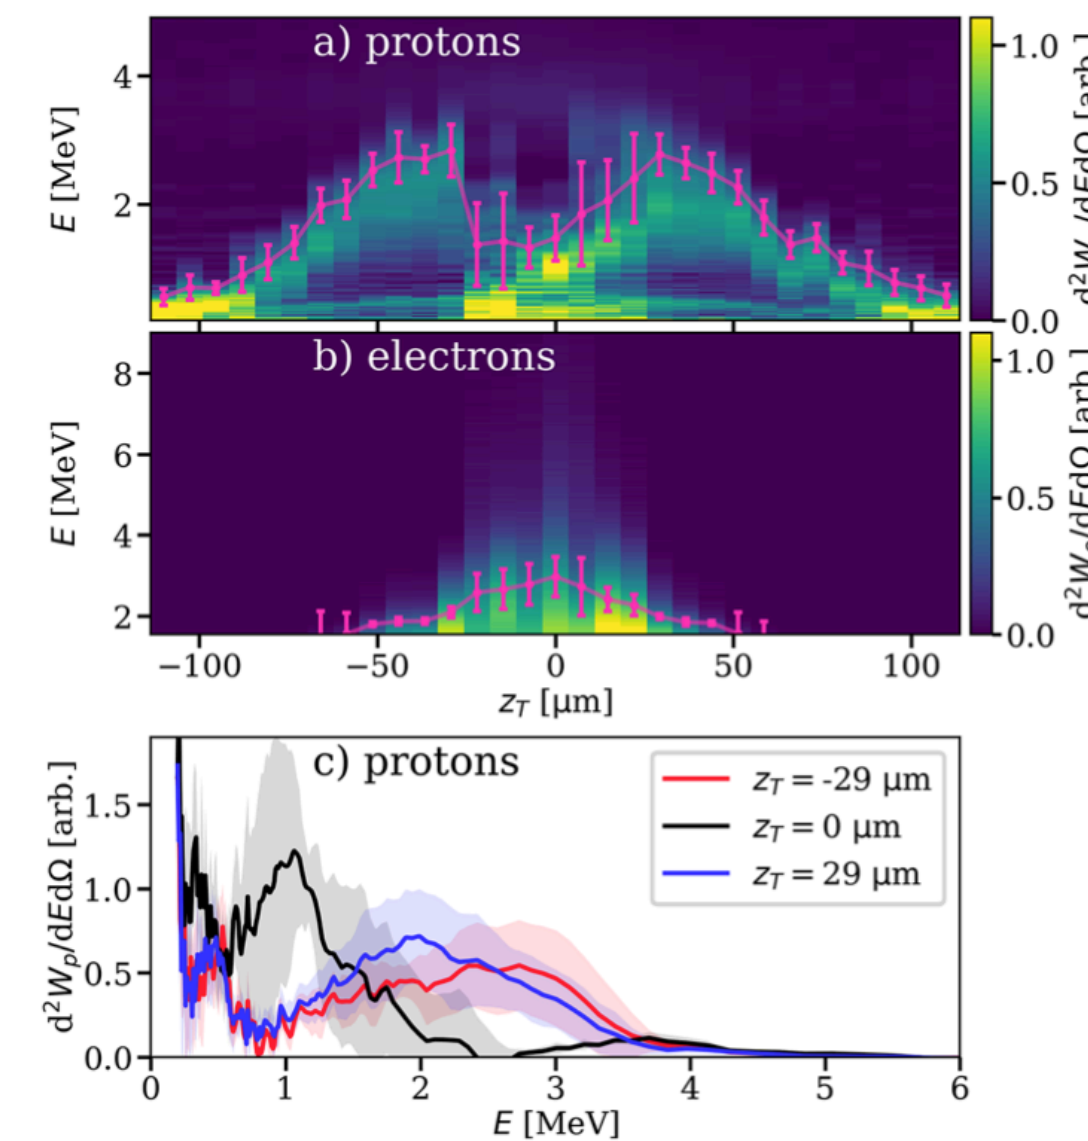 a) protons
4
2
E [MeV]
1.0
0.5
0.0
b) electrons
8
6
4
2
E [MeV]
1.0
0.5
0.0
−100
−50
0
50
100
z_T [µm]
c) protons
z_T = -29 µm
z_T = 0 µm
z_T = 29 µm
1.5
1.0
0.5
0.0
d²W_p/dEdΩ [arb.]
0
1
2
3
4
5
6
E [MeV]